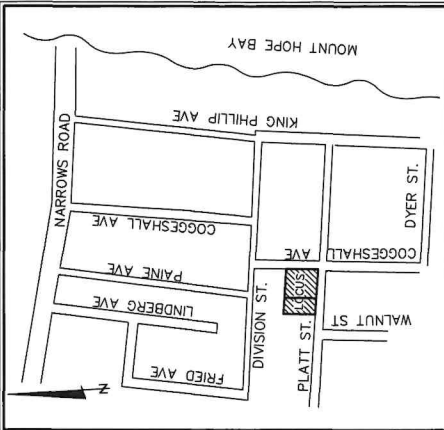 MOUNT HOPE BAY
KING PHILLIP AVE
NARROWS ROAD
DYER ST.
COGGESHALL AVE
COGGESHALL AVE
PAINE AVE
LINDBERG AVE
DIVISION ST.
LOCUS
WALNUT ST
PLATT ST.
FRIED AVE
N